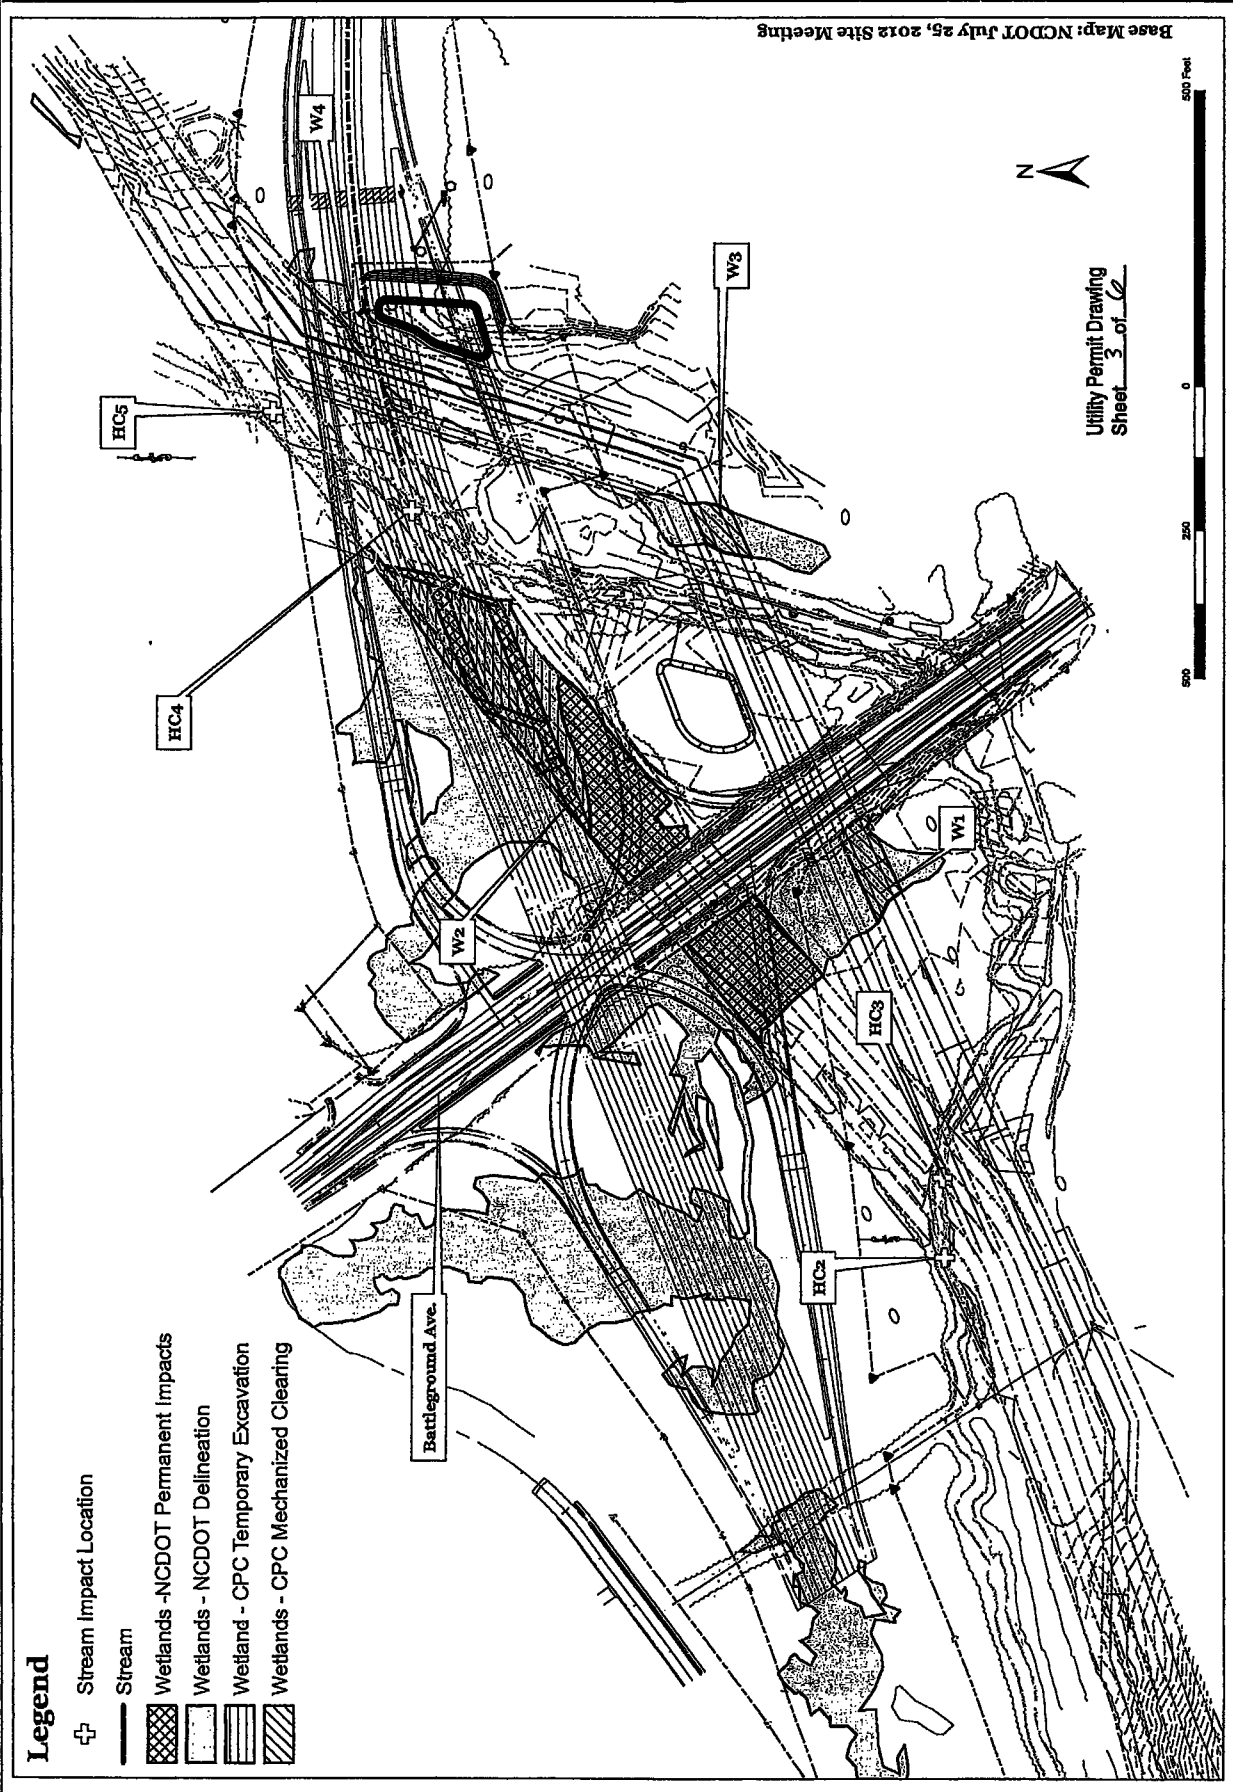 Legend
Stream Impact Location
Stream
Wetlands -NCDOT Permanent Impacts
Wetlands - NCDOT Delineation
Wetland - CPC Temporary Excavation
Wetlands - CPC Mechanized Clearing
Battleground Ave.
HC2
HC3
W1
W2
HC4
HC5
W3
W4
N
Utility Permit Drawing
Sheet 3 of 6
500
250
0
500 Feet
Base Map: NCDOT July 25, 2012 Site Meeting